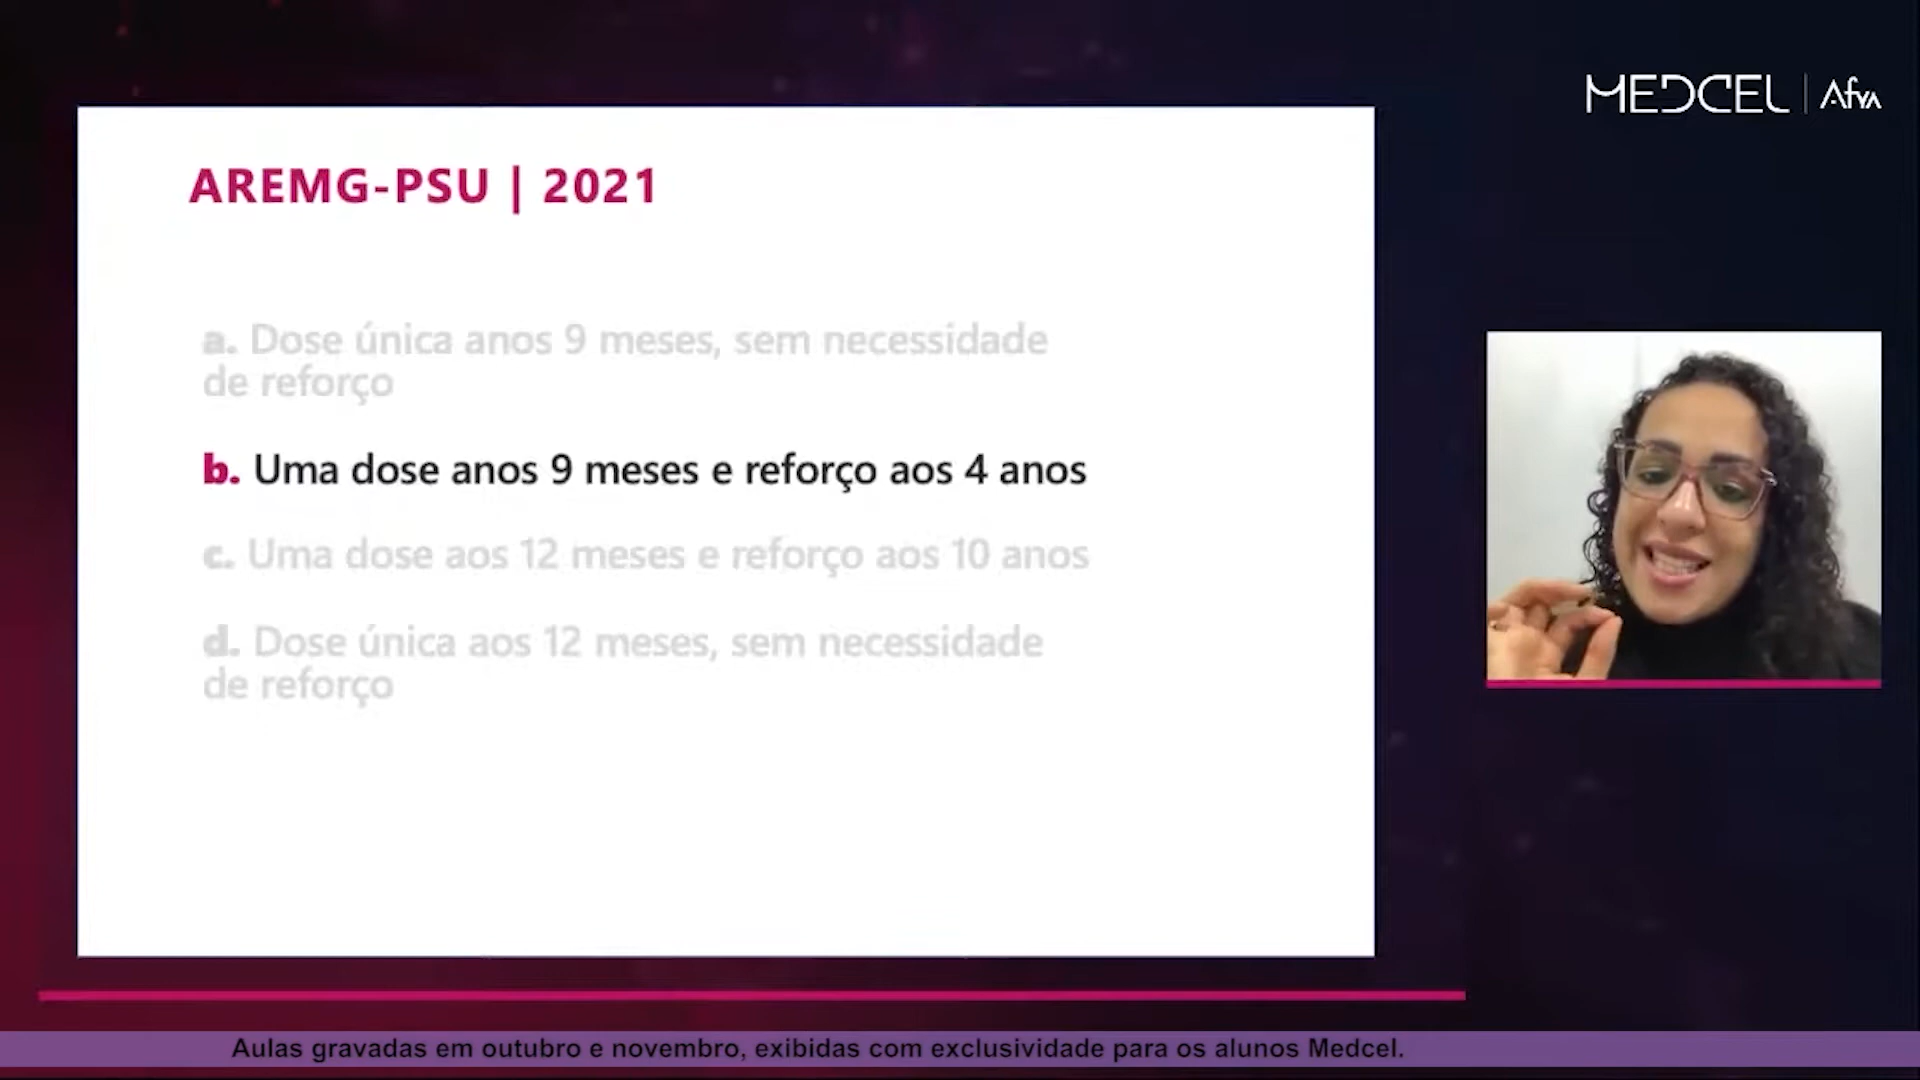 MEDCEL | Afya
AREMG-PSU | 2021
a. Dose única anos 9 meses, sem necessidade
de reforço
b. Uma dose anos 9 meses e reforço aos 4 anos
c. Uma dose aos 12 meses e reforço aos 10 anos
d. Dose única aos 12 meses, sem necessidade
de reforço
Aulas gravadas em outubro e novembro, exibidas com exclusividade para os alunos Medcel.